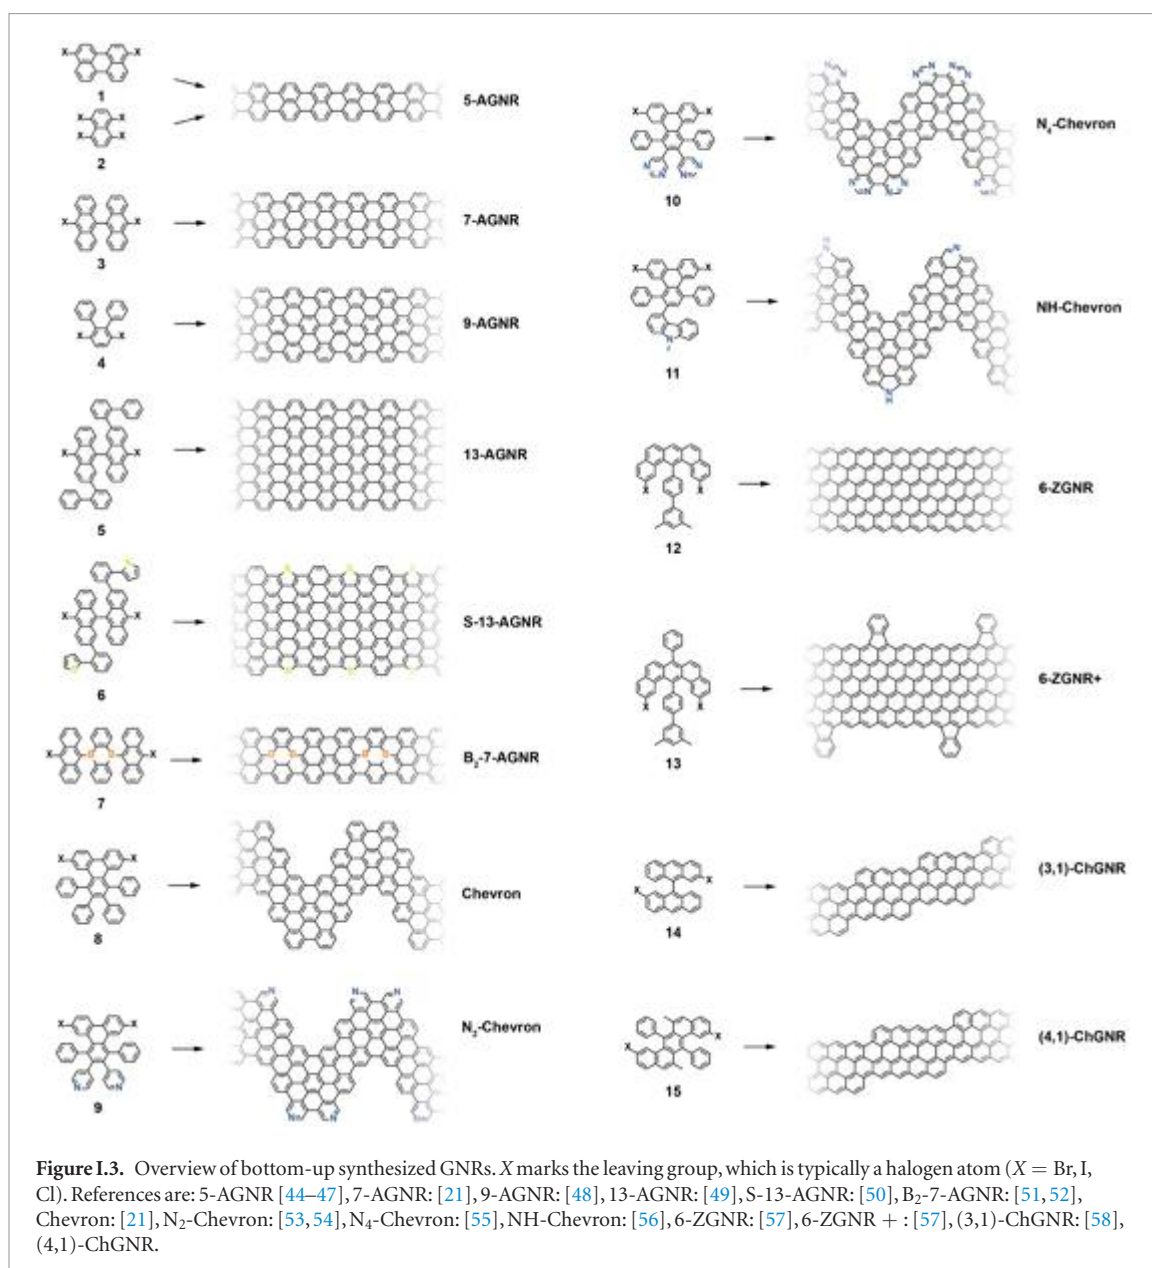 X X
1
X X
X X
2
5-AGNR
X X
3
7-AGNR
X X
4
9-AGNR
X X
5
13-AGNR
S
X X
S
6
S-13-AGNR
X B B X
7
B B B B
B₂-7-AGNR
X X
8
Chevron
X X
N N
9
N N N
N N N
N₂-Chevron
X X
N N
N N
10
N₄-Chevron
X X
N
11
N N
N
H
NH-Chevron
X X
12
6-ZGNR
X X
13
6-ZGNR+
X X
14
(3,1)-ChGNR
X X
15
(4,1)-ChGNR
Figure I.3. Overview of bottom-up synthesized GNRs. X marks the leaving group, which is typically a halogen atom (X = Br, I,
Cl). References are: 5-AGNR [44–47], 7-AGNR: [21], 9-AGNR: [48], 13-AGNR: [49], S-13-AGNR: [50], B₂-7-AGNR: [51, 52],
Chevron: [21], N₂-Chevron: [53, 54], N₄-Chevron: [55], NH-Chevron: [56], 6-ZGNR: [57], 6-ZGNR + : [57], (3,1)-ChGNR: [58],
(4,1)-ChGNR.